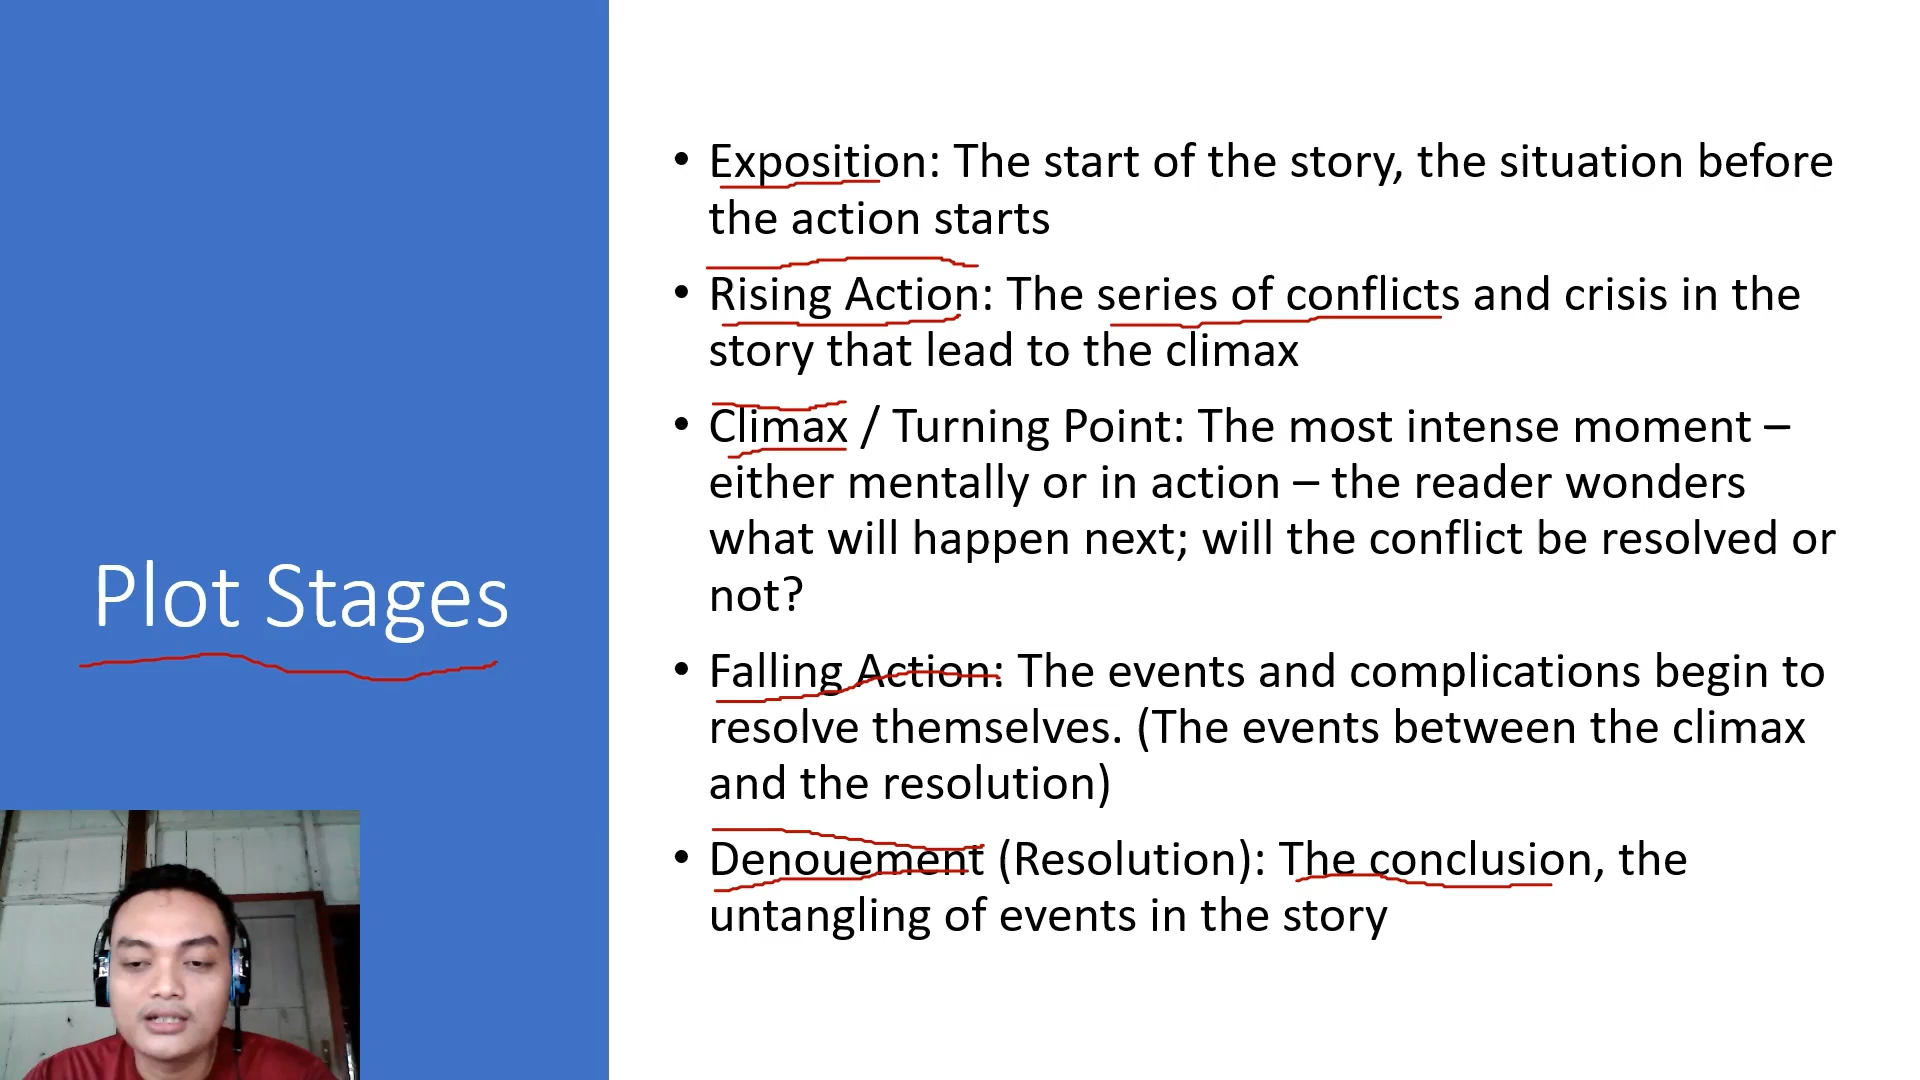 Plot Stages
• Exposition: The start of the story, the situation before
the action starts
• Rising Action: The series of conflicts and crisis in the
story that lead to the climax
• Climax / Turning Point: The most intense moment –
either mentally or in action – the reader wonders
what will happen next; will the conflict be resolved or
not?
• Falling Action: The events and complications begin to
resolve themselves. (The events between the climax
and the resolution)
• Denouement (Resolution): The conclusion, the
untangling of events in the story